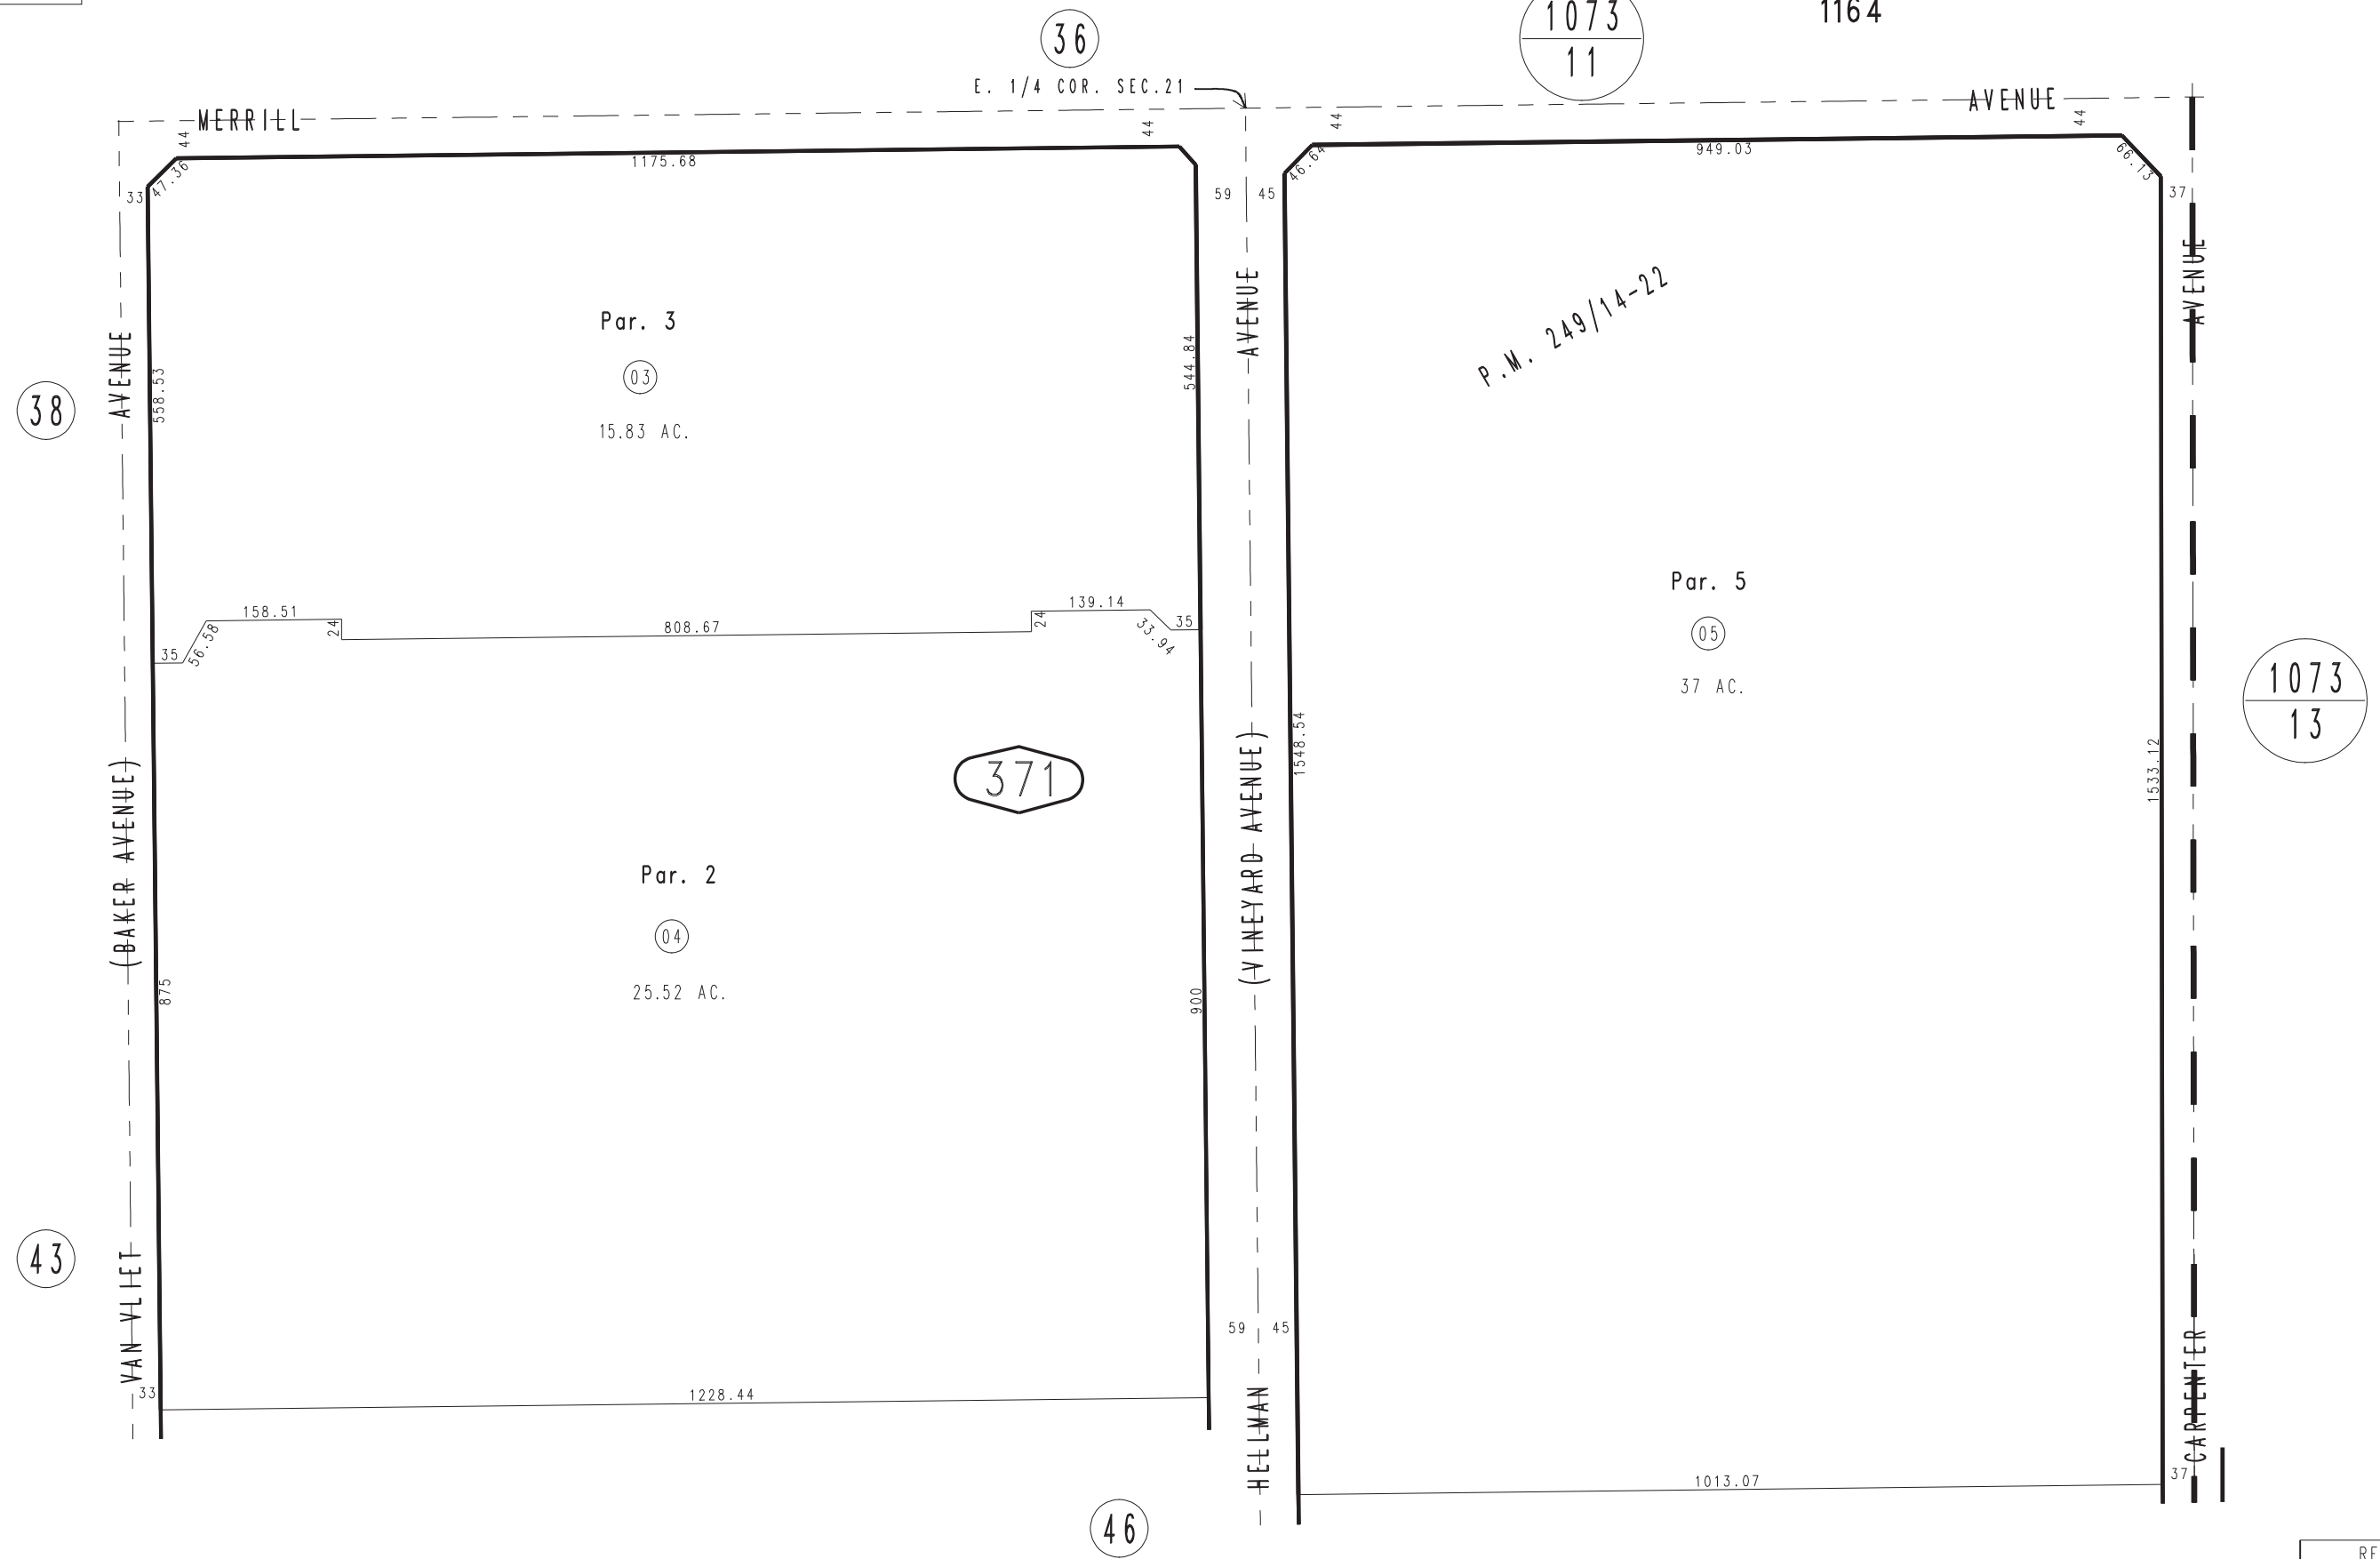 1073
11
1164
36
E. 1/4 COR. SEC.21
MERRILL
AVENUE
44
44
44
44
47.36
1175.68
46.64
949.03
66.13
33
59
45
37
AVENUE
AVENUE
AVENUE
P.M. 249/14-22
Par. 3
03
15.83 AC.
558.53
544.84
38
158.51
24
808.67
24
139.14
35
33.94
35
56.58
Par. 5
05
37 AC.
1073
13
1548.54
1533.12
371
(BAKER AVENUE)
(VINEYARD AVENUE)
Par. 2
04
25.52 AC.
875
900
43
VAN VLIET
59
45
HELLMAN
CARPENTER
33
1228.44
1013.07
37
46